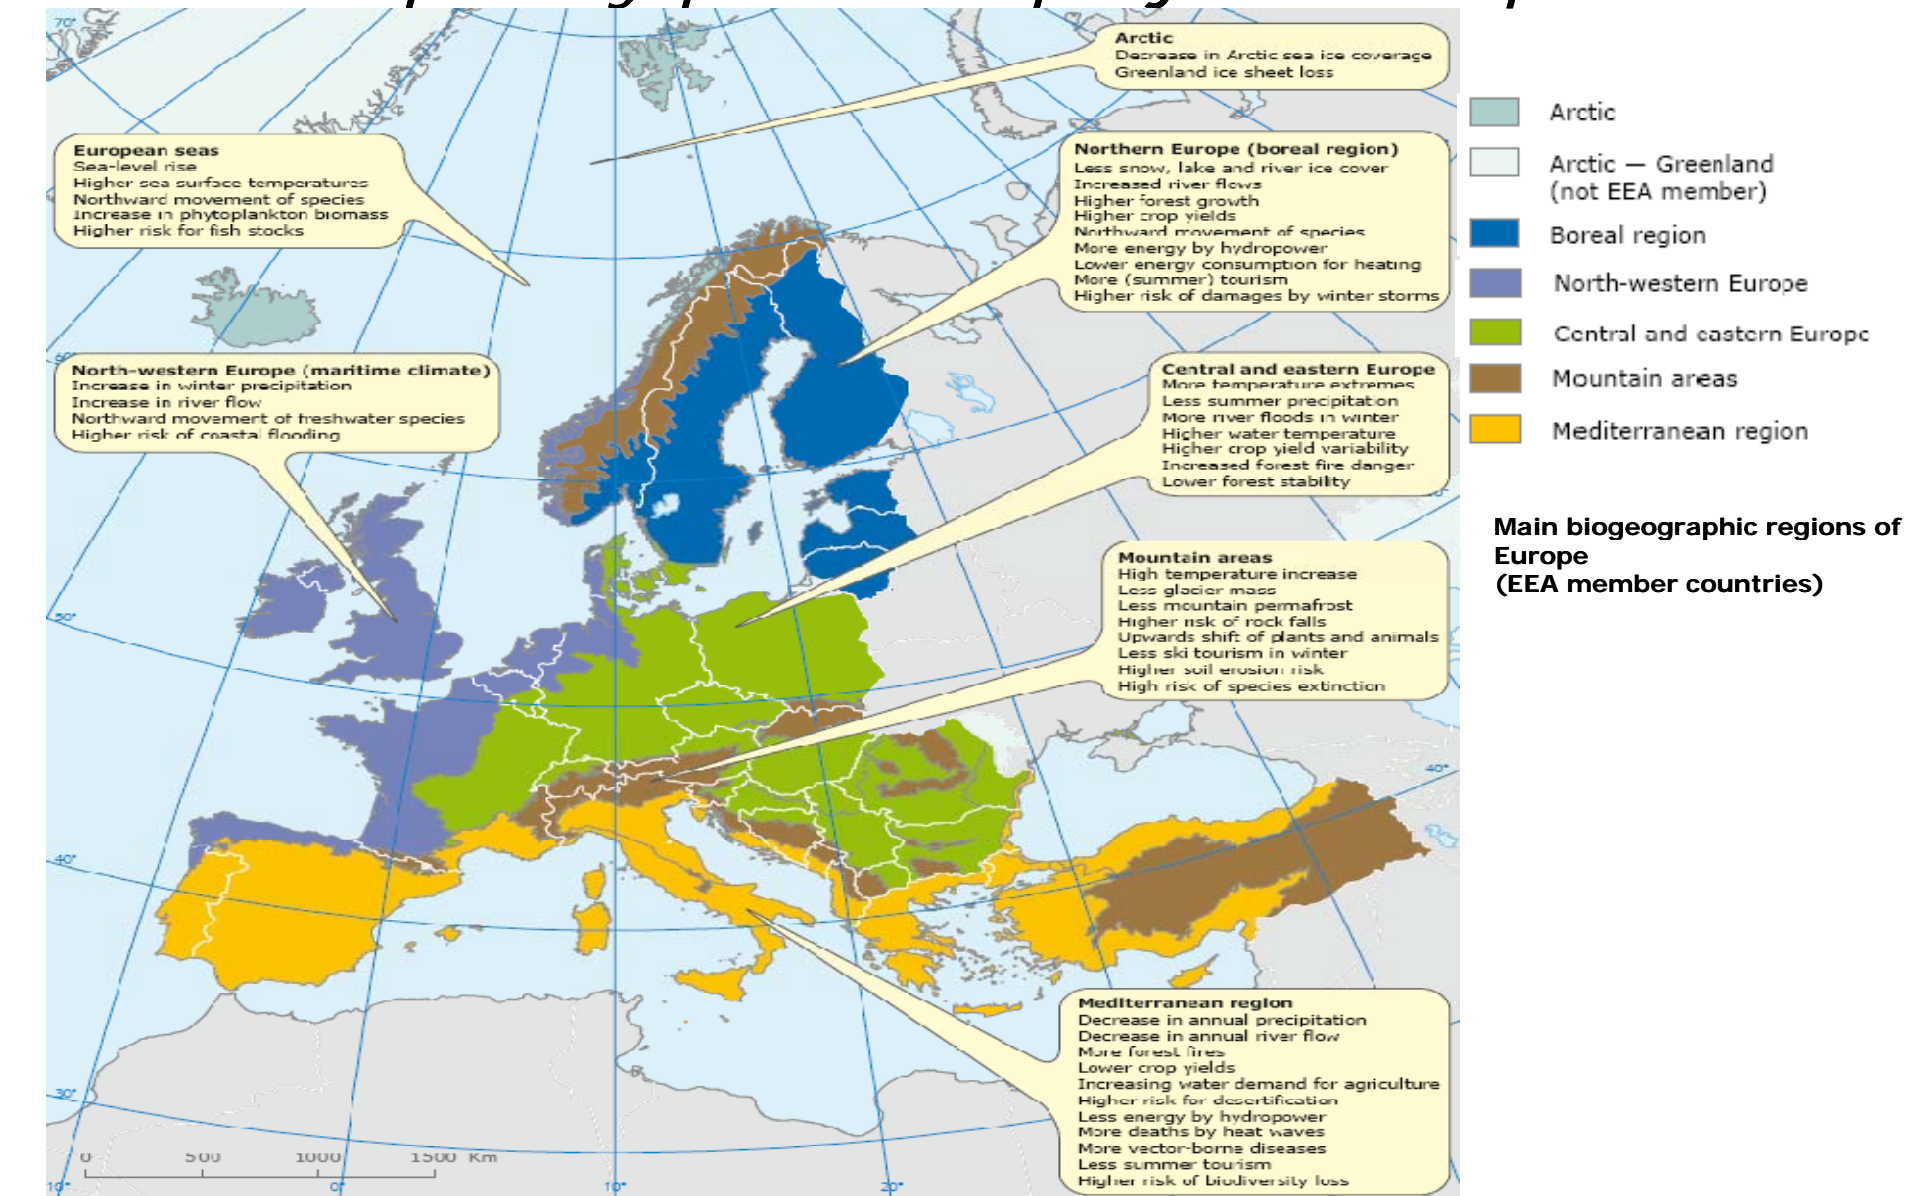 Arctic
Decrease in Arctic sea ice coverage
Greenland ice sheet loss
European seas
Sea-level rise
Higher sea surface temperatures
Northward movement of species
Increase in phytoplankton biomass
Higher risk for fish stocks
Northern Europe (boreal region)
Less snow, lake and river ice cover
Increased river flows
Higher forest growth
Higher crop yields
Northward movement of species
More energy by hydropower
Lower energy consumption for heating
More (summer) tourism
Higher risk of damages by winter storms
North-western Europe (maritime climate)
Increase in winter precipitation
Increase in river flow
Northward movement of freshwater species
Higher risk of coastal flooding
Central and eastern Europe
More temperature extremes
Less summer precipitation
More river floods in winter
Higher water temperature
Higher crop yield variability
Increased forest fire danger
Lower forest stability
Mountain areas
High temperature increase
Less glacier mass
Less mountain permafrost
Higher risk of rock falls
Upwards shift of plants and animals
Less ski tourism in winter
Higher soil erosion risk
High risk of species extinction
Mediterranean region
Decrease in annual precipitation
Decrease in annual river flow
More forest fires
Lower crop yields
Increasing water demand for agriculture
Higher risk for desertification
Less energy by hydropower
More deaths by heat waves
More vector-borne diseases
Less summer tourism
Higher risk of biodiversity loss
Arctic
Arctic — Greenland
(not EEA member)
Boreal region
North-western Europe
Central and eastern Europe
Mountain areas
Mediterranean region
Main biogeographic regions of
Europe
(EEA member countries)
70°
60°
50°
40°
30°
40°
0 500 1000 1500 Km
10° 0° 10° 20°